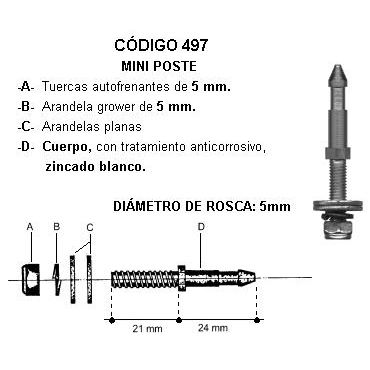 CÓDIGO 497
MINI POSTE
-A- Tuercas autofrenantes de 5 mm.
-B- Arandela grower de 5 mm.
-C- Arandelas planas
-D- Cuerpo, con tratamiento anticorrosivo,
zincado blanco.
DIÁMETRO DE ROSCA: 5mm
A B C D
21 mm 24 mm